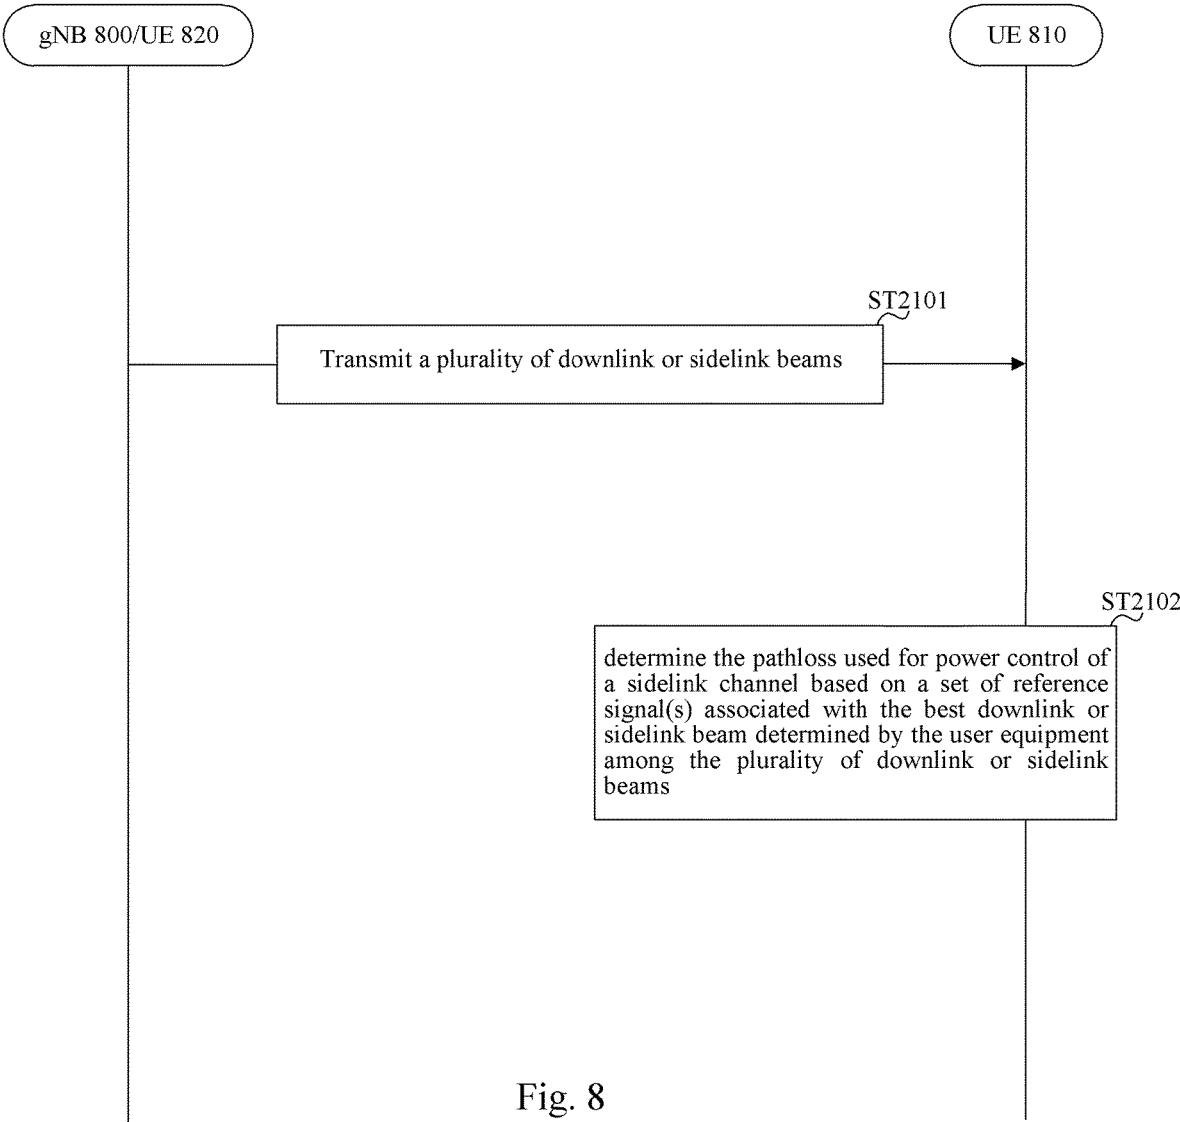 gNB 800/UE 820
UE 810
ST2101
Transmit a plurality of downlink or sidelink beams
ST2102
determine the pathloss used for power control of
a sidelink channel based on a set of reference
signal(s) associated with the best downlink or
sidelink beam determined by the user equipment
among the plurality of downlink or sidelink
beams
Fig. 8